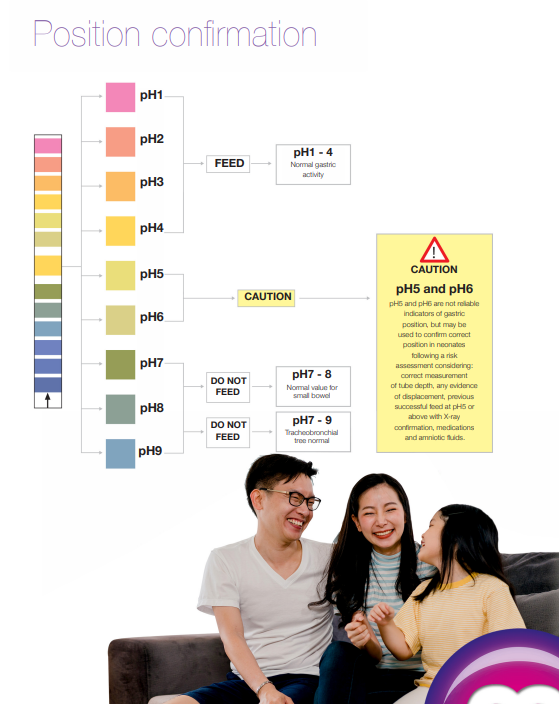 Position confirmation
pH1
pH2
pH3
pH4
pH5
pH6
pH7
pH8
pH9
FEED
pH1 - 4
Normal gastric
activity
CAUTION
DO NOT
FEED
pH7 - 8
Normal value for
small bowel
DO NOT
FEED
pH7 - 9
Tracheobronchial
tree normal
!
CAUTION
pH5 and pH6
pH5 and pH6 are not reliable
indicators of gastric
position, but may be
used to confirm correct
position in neonates
following a risk
assessment considering:
correct measurement
of tube depth, any evidence
of displacement, previous
successful feed at pH5 or
above with X-ray
confirmation, medications
and amniotic fluids.